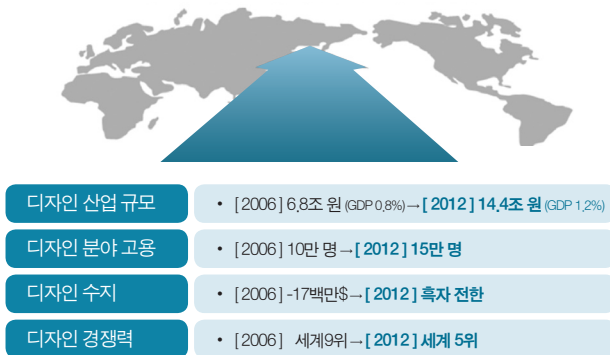 디자인 산업 규모 • [ 2006 ] 6.8조 원 (GDP 0.8%) → [ 2012 ] 14.4조 원 (GDP 1.2%)
디자인 분야 고용 • [ 2006 ] 10만 명 → [ 2012 ] 15만 명
디자인 수지 • [ 2006 ] -17백만$ → [ 2012 ] 흑자 전한
디자인 경쟁력 • [ 2006 ] 세계9위 → [ 2012 ] 세계 5위